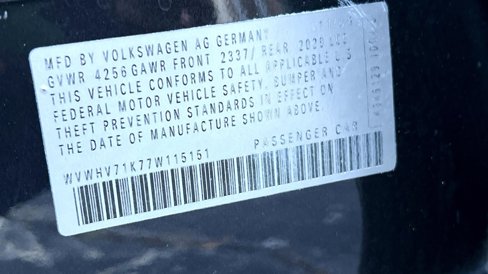 MFD BY VOLKSWAGEN AG GERMANY
GVWR 4256 GAWR FRONT 2337/ REAR 2028 LBS
THIS VEHICLE CONFORMS TO ALL APPLICABLE U.S.
FEDERAL MOTOR VEHICLE SAFETY, BUMPER AND
THEFT PREVENTION STANDARDS IN EFFECT ON
THE DATE OF MANUFACTURE SHOWN ABOVE.
WVWHV71K77W115151
PASSENGER CAR